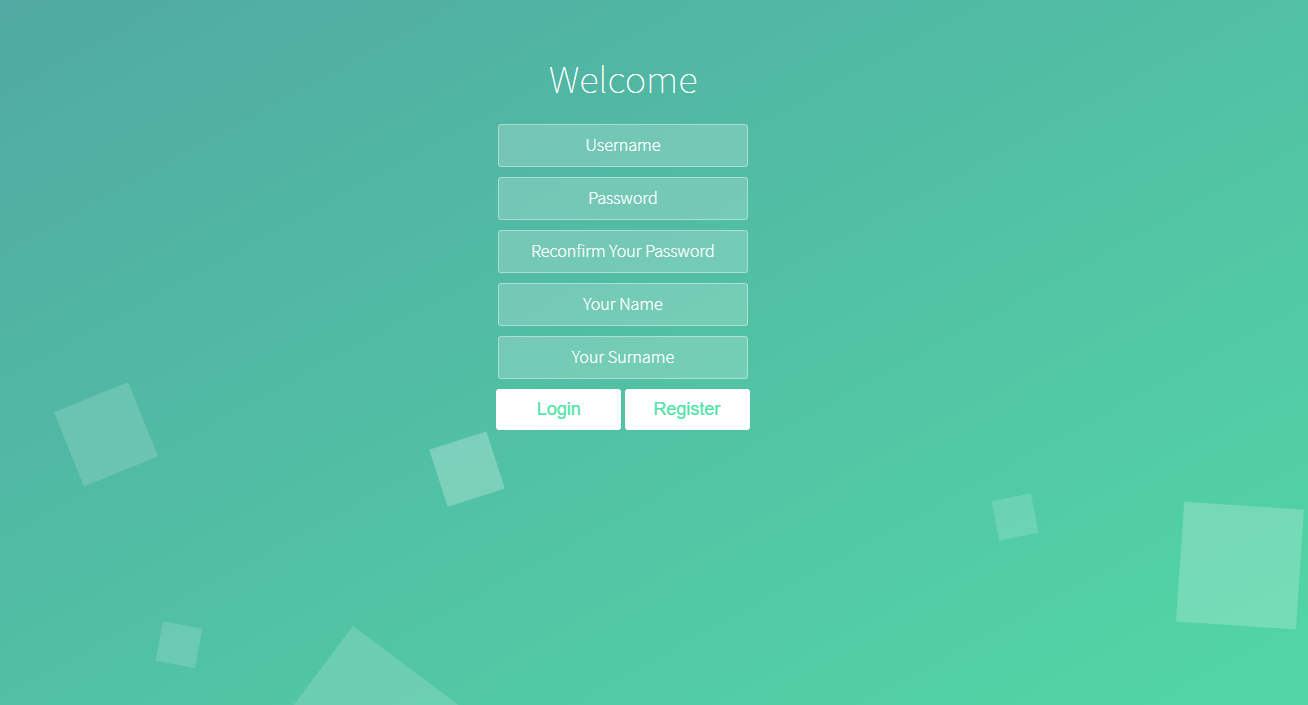 Welcome
Username
Password
Reconfirm Your Password
Your Name
Your Surname
Login Register